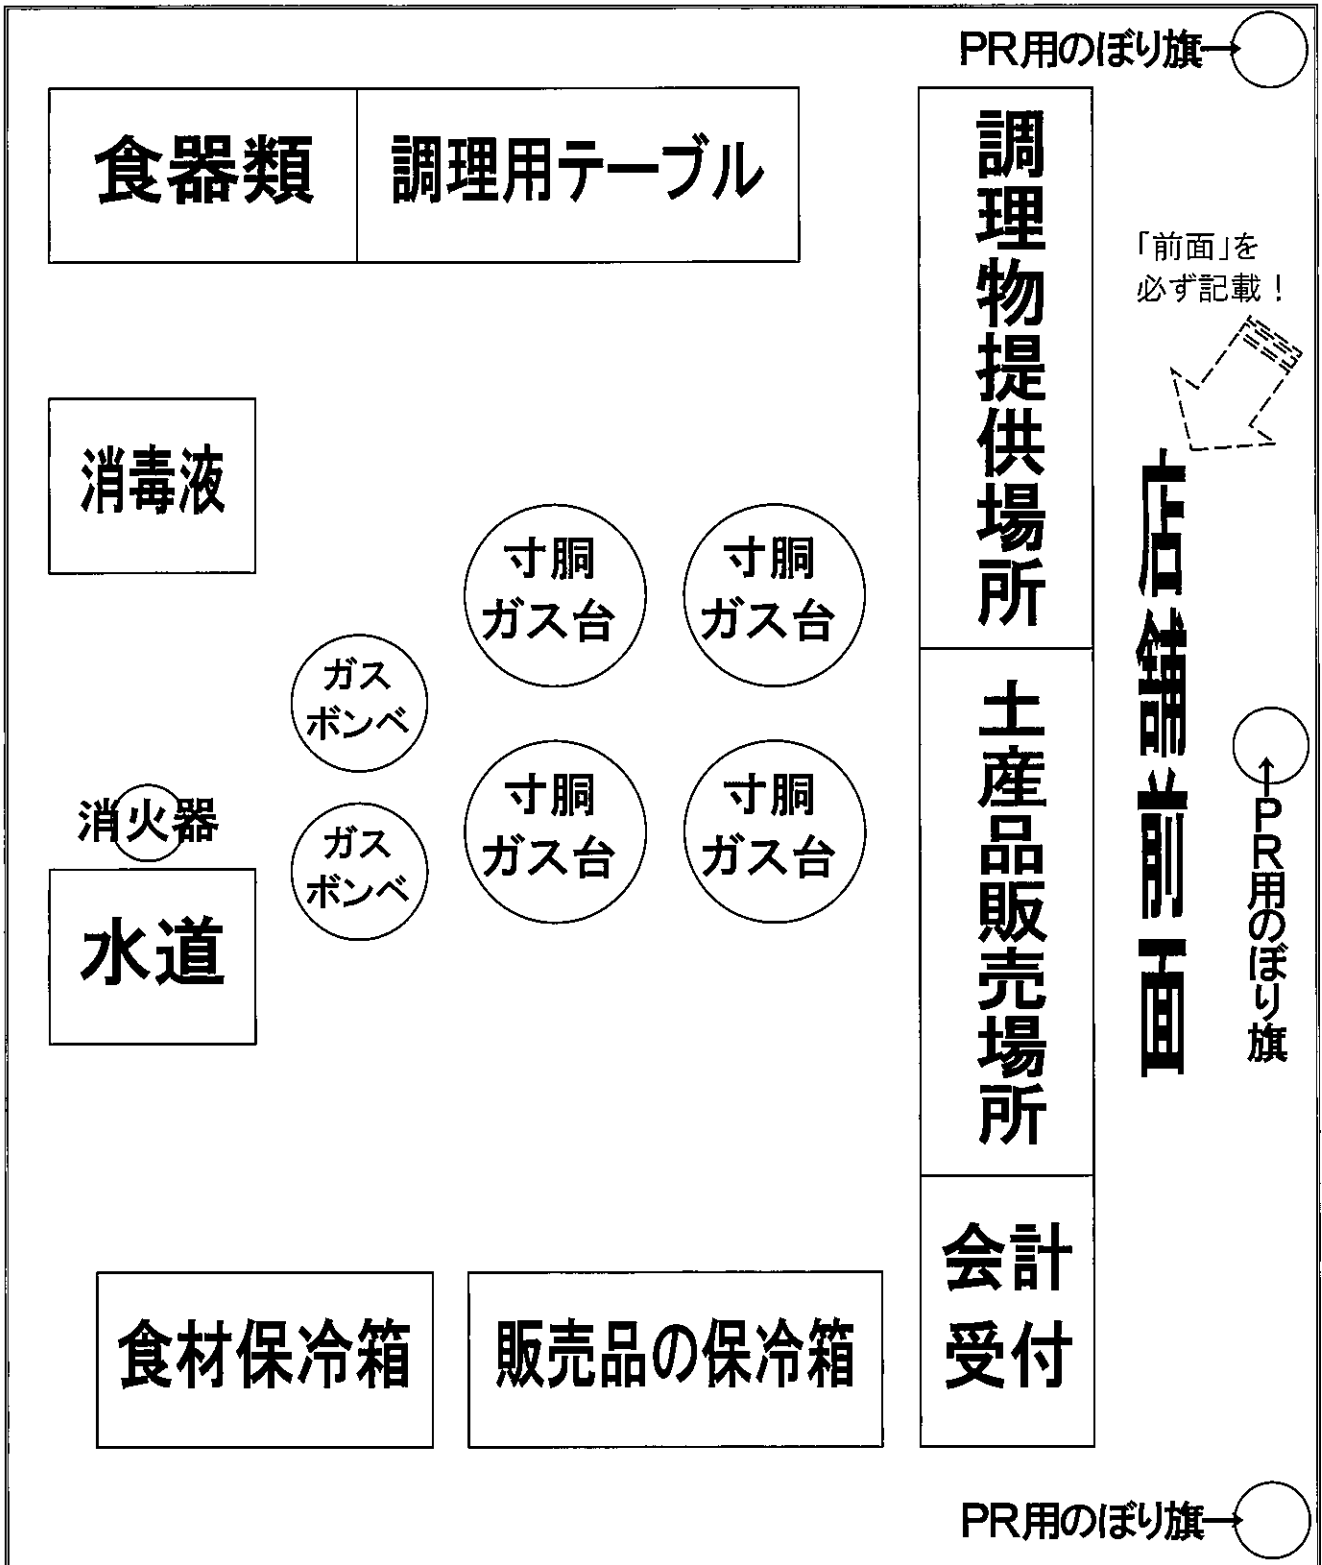 PR用のぼり旗→
食器類
調理用テーブル
調理物提供場所
「前面」を
必ず記載！
消毒液
店舗前面
寸胴
ガス台
寸胴
ガス台
ガス
ボンベ
土産品販売場所
←PR用のぼり旗
寸胴
ガス台
寸胴
ガス台
消火器
ガス
ボンベ
水道
会計
受付
食材保冷箱
販売品の保冷箱
PR用のぼり旗→